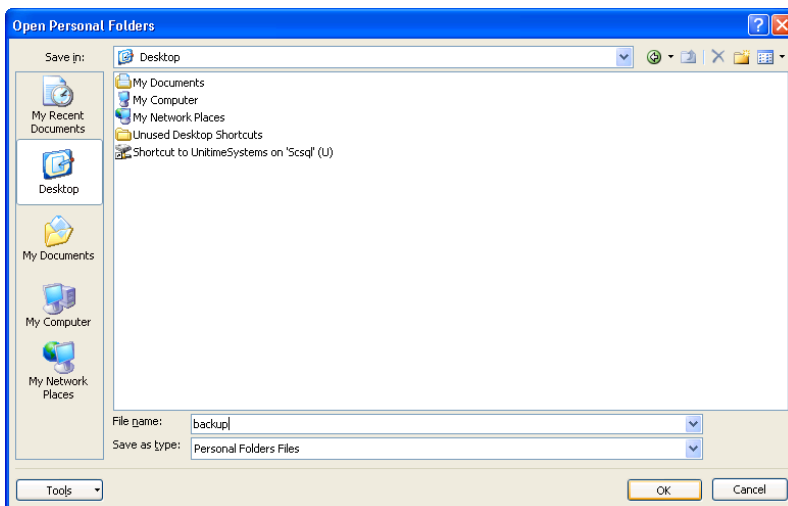 Open Personal Folders
Save in:
Desktop
My Recent
Documents
Desktop
My Documents
My Computer
My Network
Places
My Documents
My Computer
My Network Places
Unused Desktop Shortcuts
Shortcut to UnitimeSystems on 'Scsql' (U)
File name:
backup
Save as type:
Personal Folders Files
Tools
OK
Cancel